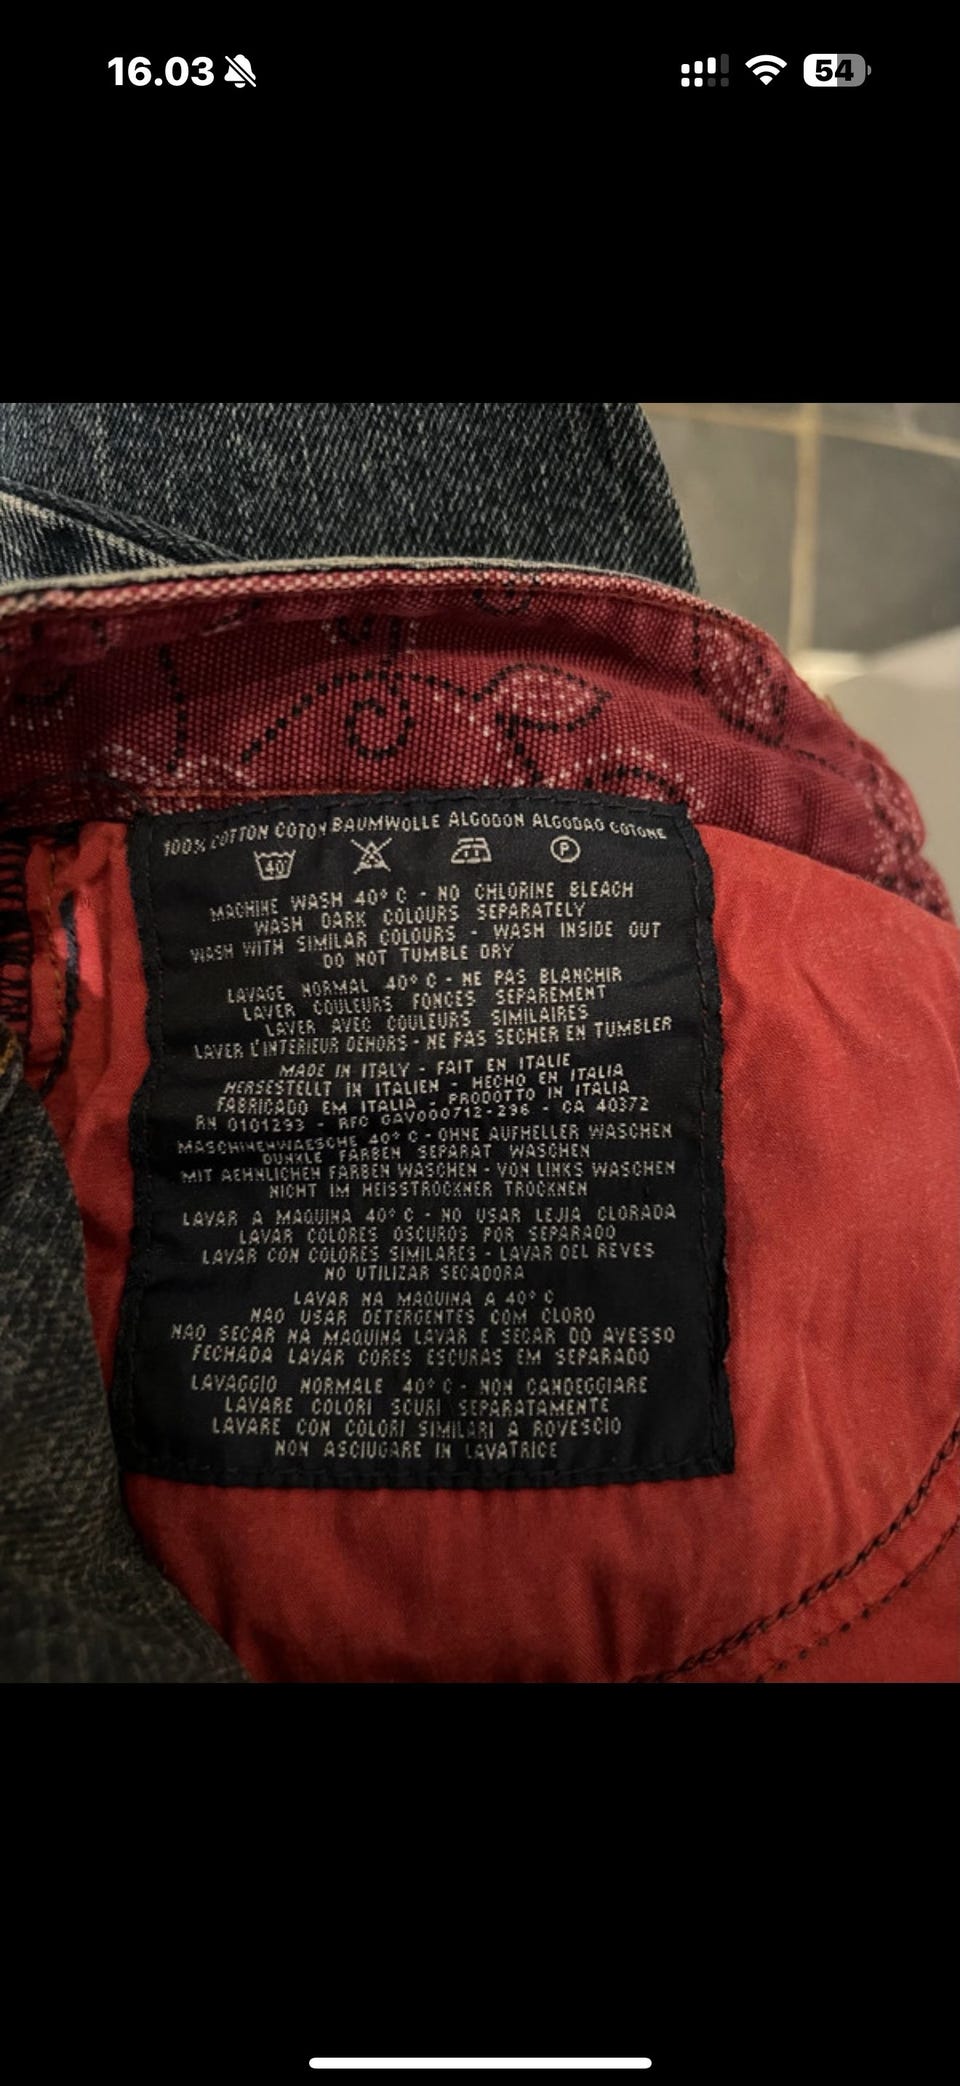 16.03
54
100% COTTON COTON BAUMWOLLE ALGODON ALGODAO COTONE
40 P
MACHINE WASH 40° C - NO CHLORINE BLEACH
WASH DARK COLOURS SEPARATELY
WASH WITH SIMILAR COLOURS - WASH INSIDE OUT
DO NOT TUMBLE DRY
LAVAGE NORMAL 40° C - NE PAS BLANCHIR
LAVER COULEURS FONCES SEPAREMENT
LAVER AVEC COULEURS SIMILAIRES
LAVER L'INTERIEUR DEHORS - NE PAS SECHER EN TUMBLER
MADE IN ITALY - FAIT EN ITALIE
HERSESTELLT IN ITALIEN - HECHO EN ITALIA
FABRICADO EM ITALIA - PRODOTTO IN ITALIA
RN 0101293 - RFC GAV000712-296 - CA 40372
MASCHINENWAESCHE 40° C - OHNE AUFHELLER WASCHEN
DUNKLE FARBEN SEPARAT WASCHEN
MIT AEHNLICHEN FARBEN WASCHEN - VON LINKS WASCHEN
NICHT IM HEISSTROCKNER TROCKNEN
LAVAR A MAQUINA 40° C - NO USAR LEJIA CLORADA
LAVAR COLORES OSCUROS POR SEPARADO
LAVAR CON COLORES SIMILARES - LAVAR DEL REVES
NO UTILIZAR SECADORA
LAVAR NA MAQUINA A 40° C
NAO USAR DETERGENTES COM CLORO
NAO SECAR NA MAQUINA LAVAR E SECAR DO AVESSO
FECHADA LAVAR CORES ESCURAS EM SEPARADO
LAVAGGIO NORMALE 40° C - NON CANDEGGIARE
LAVARE COLORI SCURI SEPARATAMENTE
LAVARE CON COLORI SIMILARI A ROVESCIO
NON ASCIUGARE IN LAVATRICE